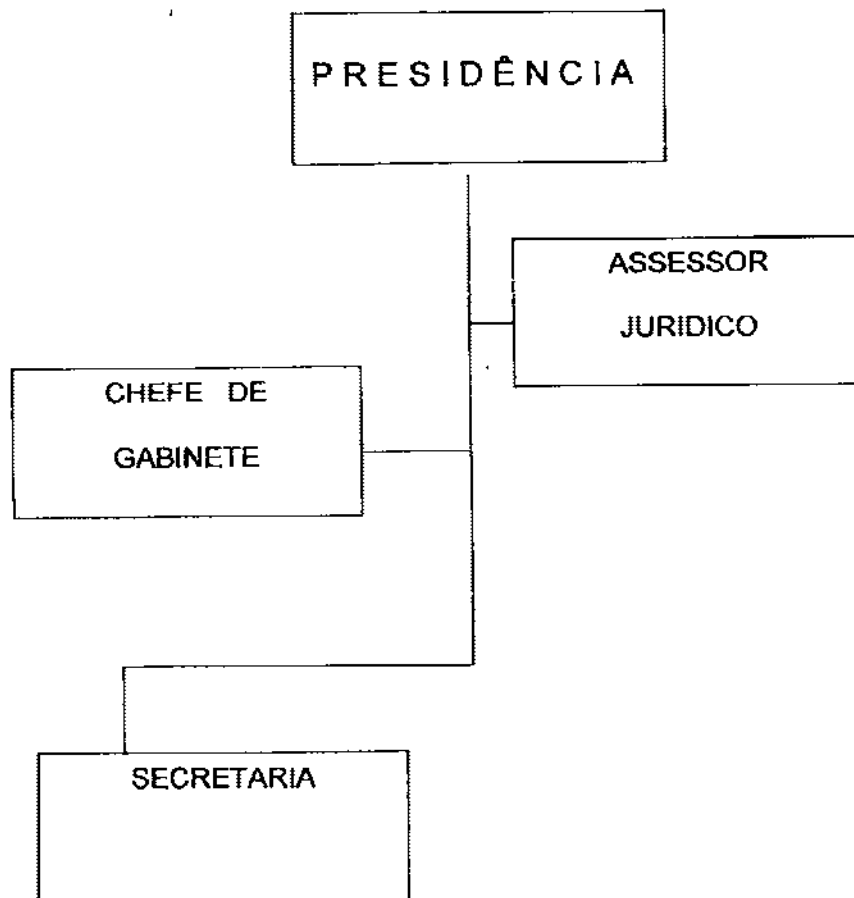 PRESIDÊNCIA
ASSESSOR
JURIDICO
CHEFE DE
GABINETE
SECRETARIA